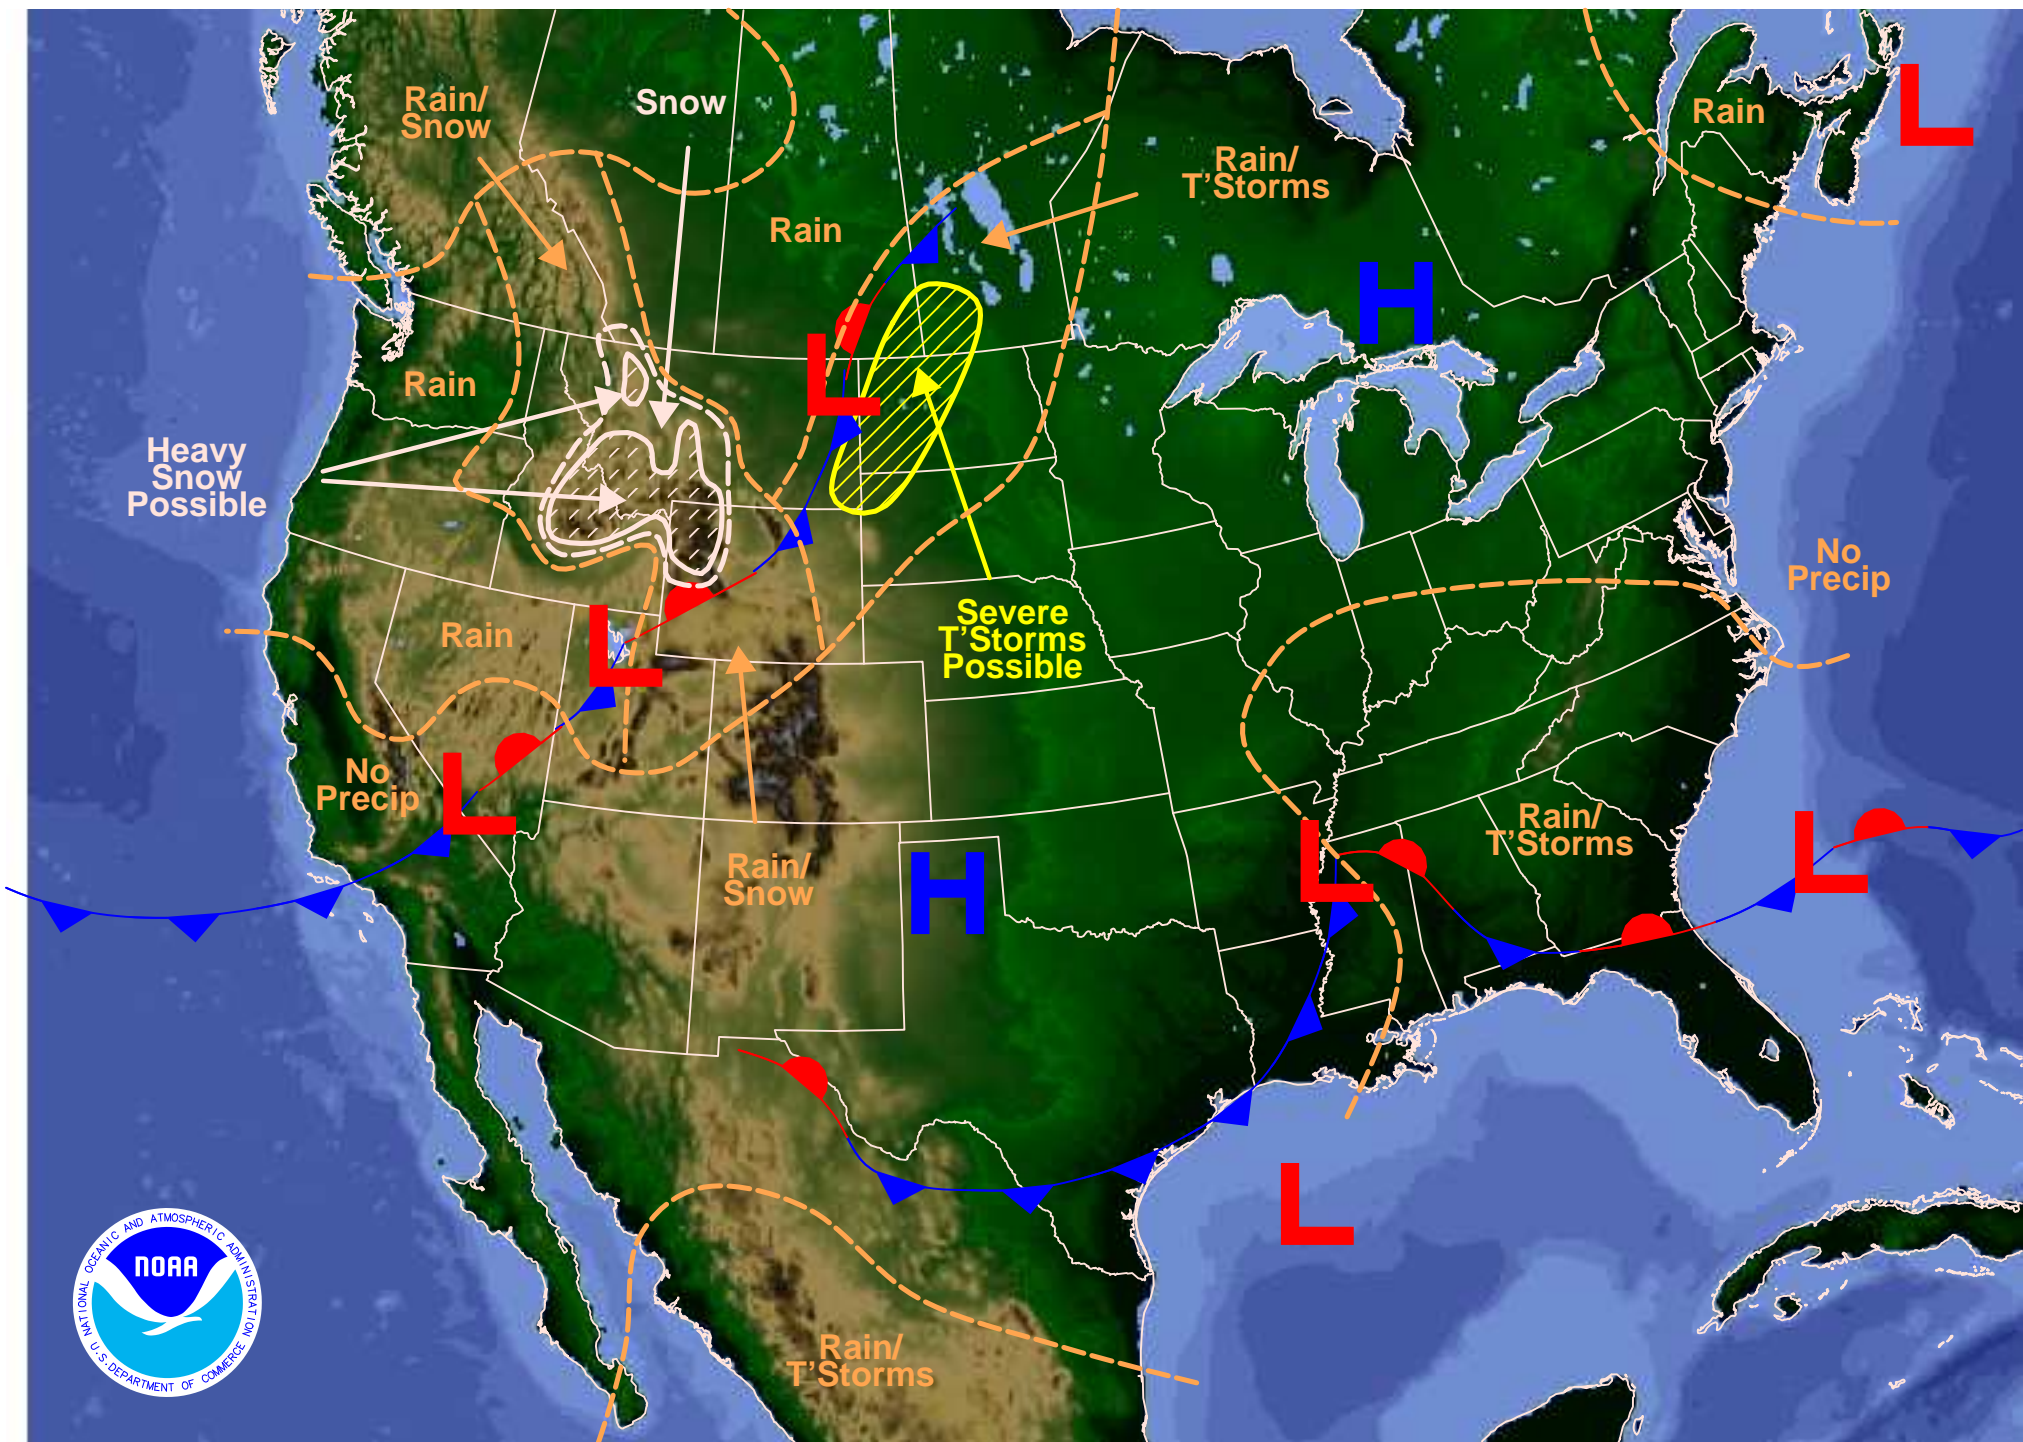 Rain/
Snow
Snow
Rain
L
Rain/
T'Storms
Rain
H
L
Rain
Heavy
Snow
Possible
No
Precip
Severe
T'Storms
Possible
Rain
L
No
Precip
L
Rain/
Snow
H
L
Rain/
T'Storms
L
L
Rain/
T'Storms
NATIONAL OCEANIC AND ATMOSPHERIC ADMINISTRATION
NOAA
U.S. DEPARTMENT OF COMMERCE